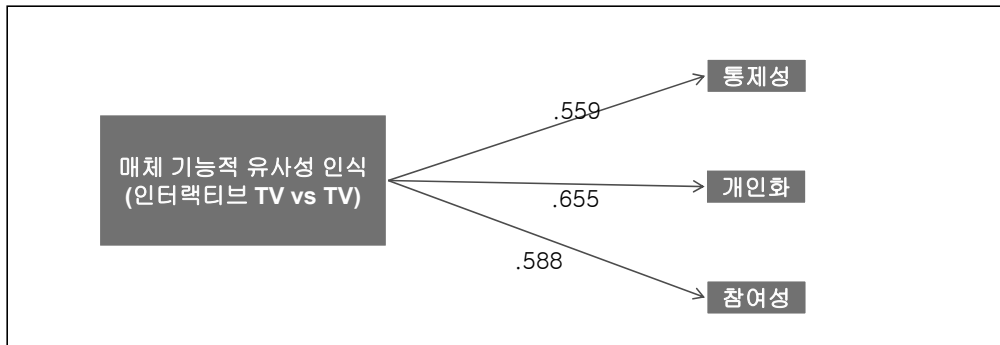 통제성
.559
매체 기능적 유사성 인식
(인터랙티브 TV vs TV)
개인화
.655
.588
참여성